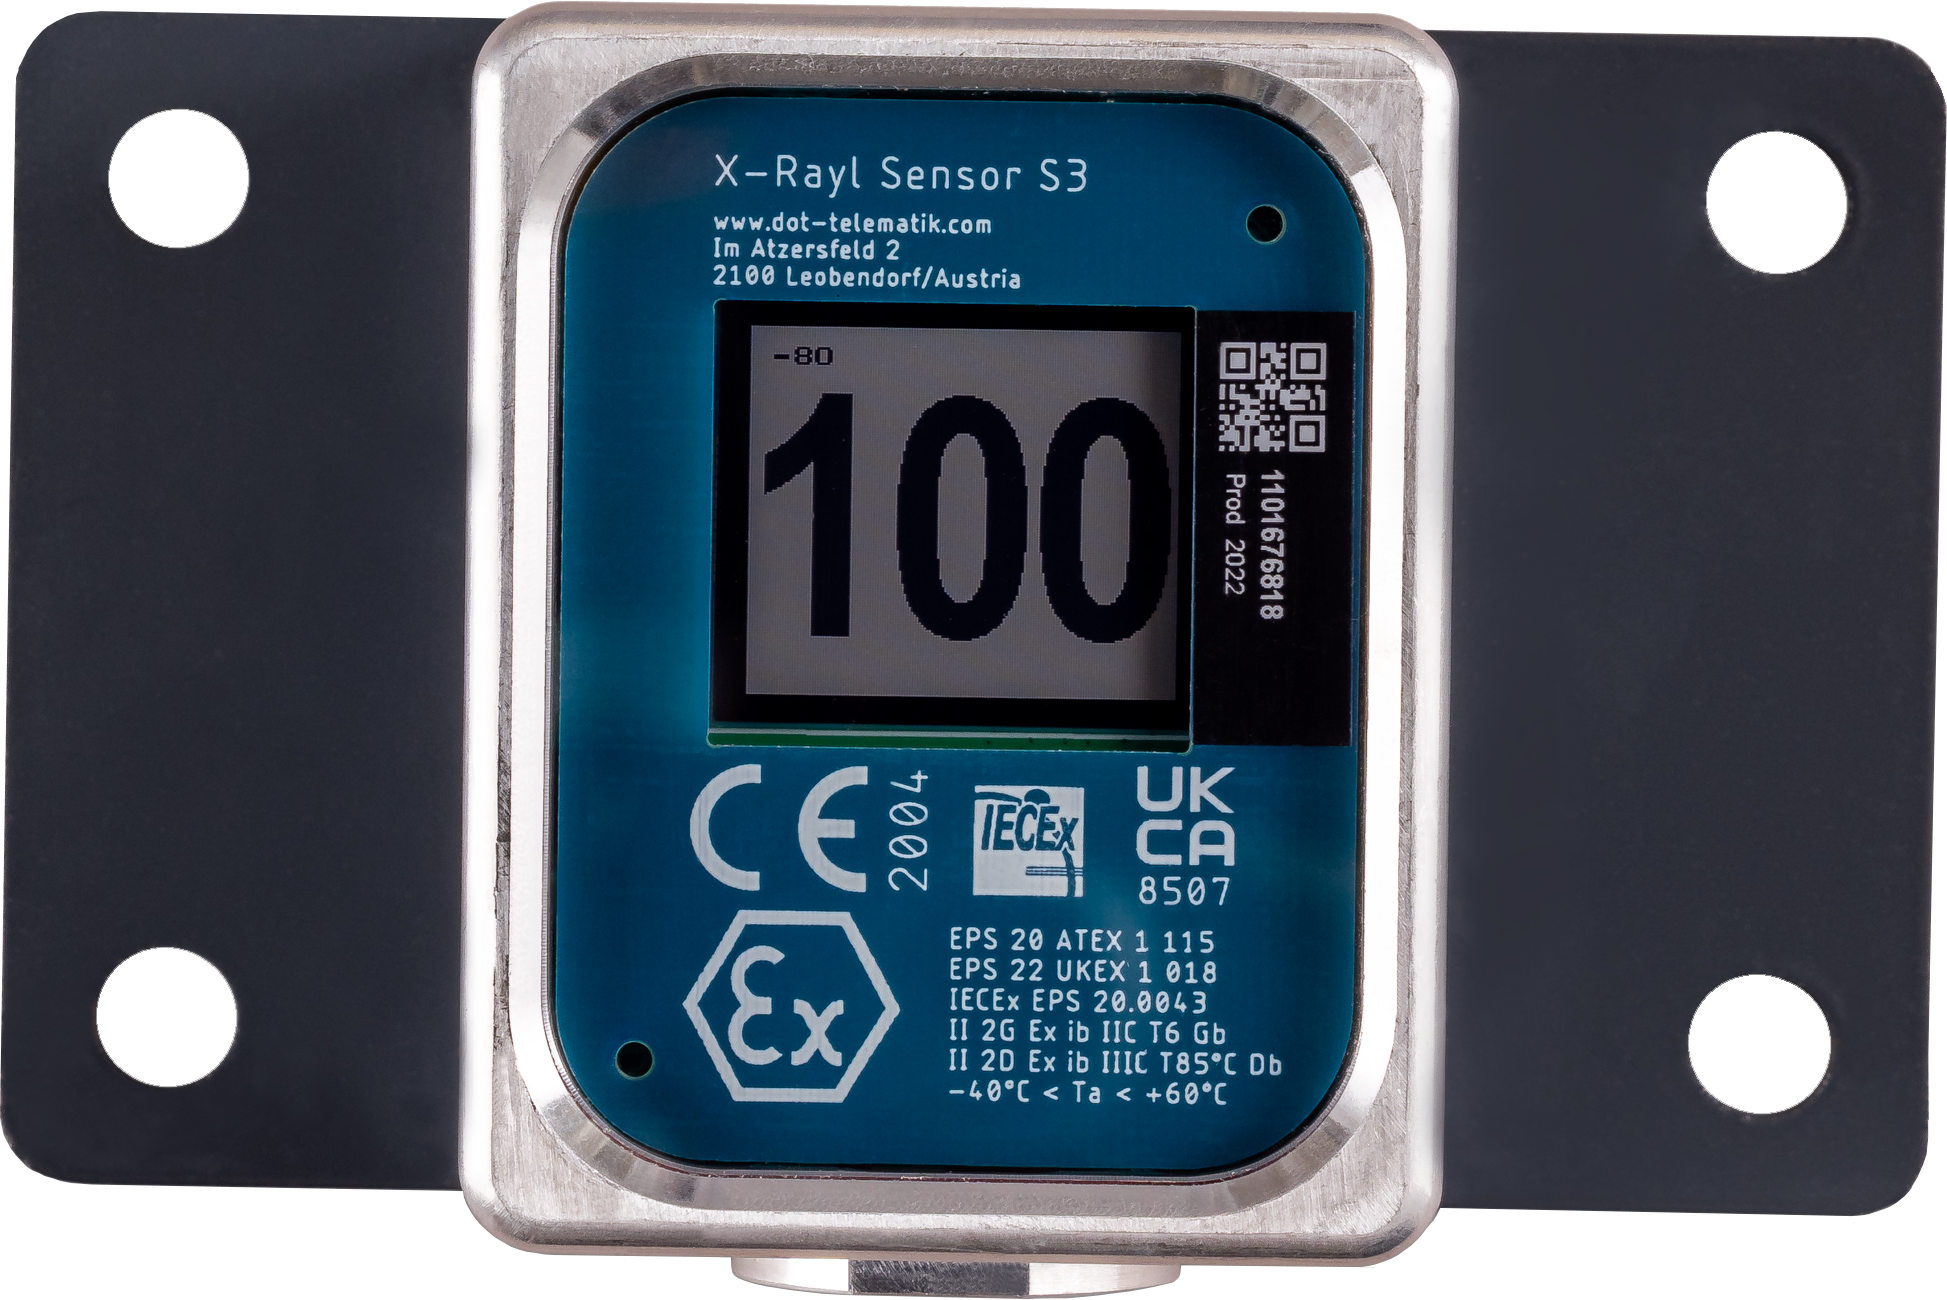 X-Rayl Sensor S3
www.dot-telematik.com
Im Atzersfeld 2
2100 Leobendorf/Austria
-80
100
1101676818
Prod 2022
CE 2004
IECEx
UK
CA
8507
Ex
EPS 20 ATEX 1 115
EPS 22 UKEX 1 018
IECEx EPS 20.0043
II 2G Ex ib IIC T6 Gb
II 2D Ex ib IIIC T85°C Db
-40°C < Ta < +60°C